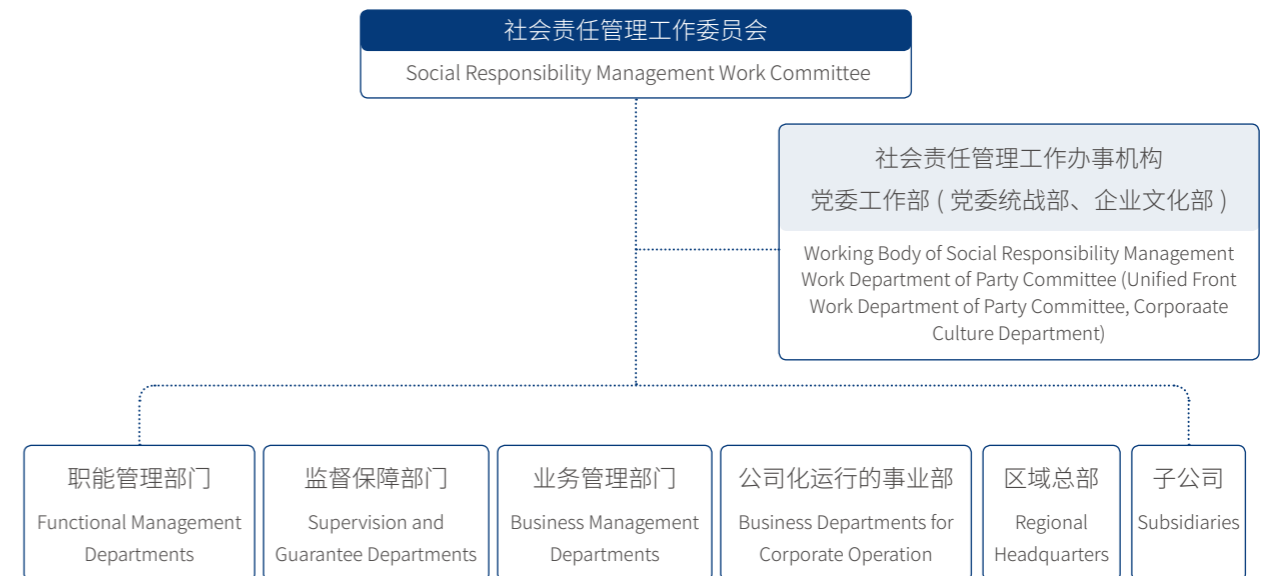 社会责任管理工作委员会
Social Responsibility Management Work Committee
社会责任管理工作办事机构
党委工作部 ( 党委统战部、企业文化部 )
Working Body of Social Responsibility Management
Work Department of Party Committee (Unified Front
Work Department of Party Committee, Corporaate
Culture Department)
职能管理部门
Functional Management
Departments
监督保障部门
Supervision and
Guarantee Departments
业务管理部门
Business Management
Departments
公司化运行的事业部
Business Departments for
Corporate Operation
区域总部
Regional
Headquarters
子公司
Subsidiaries